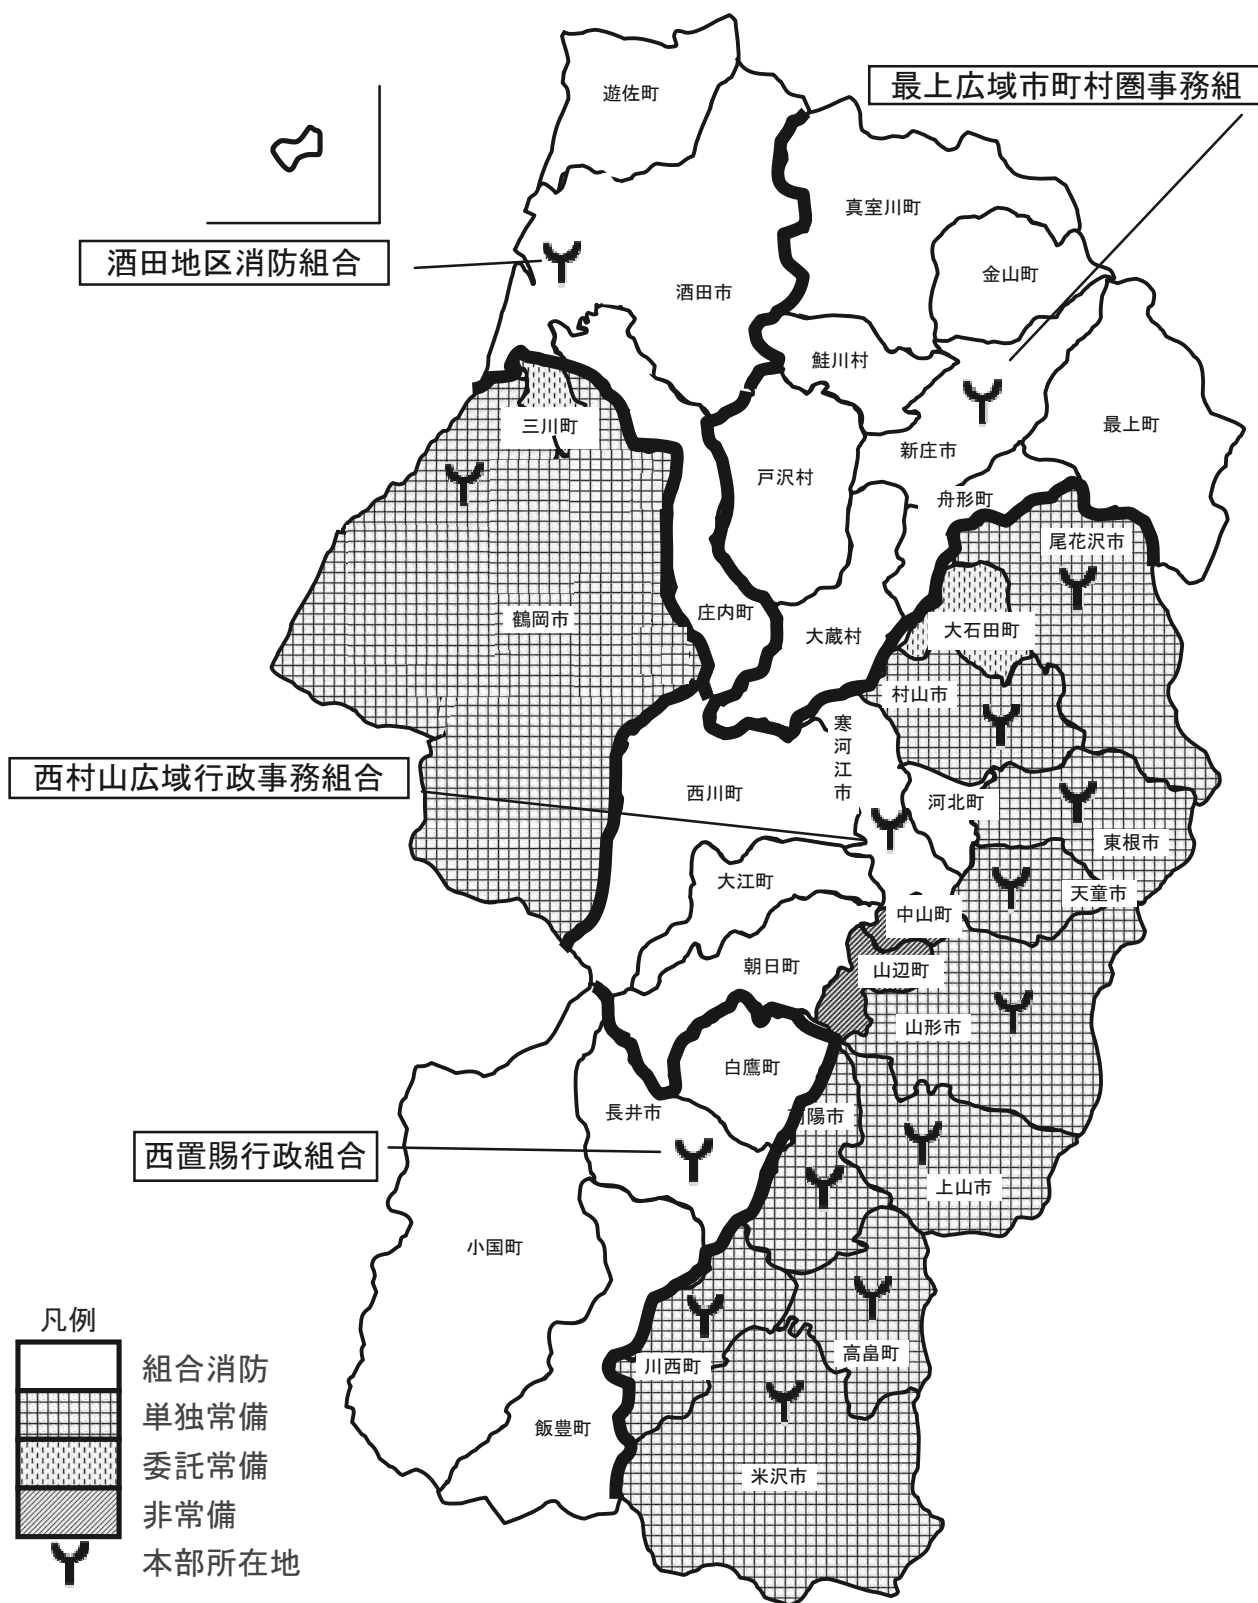 遊佐町
最上広域市町村圏事務組
真室川町
酒田地区消防組合
金山町
酒田市
鮭川村
三川町
最上町
新庄市
戸沢村
舟形町
尾花沢市
鶴岡市
庄内町
大石田町
大蔵村
村山市
寒河江市
西村山広域行政事務組合
西川町
河北町
東根市
大江町
天童市
中山町
朝日町
山辺町
山形市
白鷹町
長井市
陽市
西置賜行政組合
上山市
小国町
高畠町
川西町
飯豊町
米沢市
凡例
組合消防
単独常備
委託常備
非常備
本部所在地